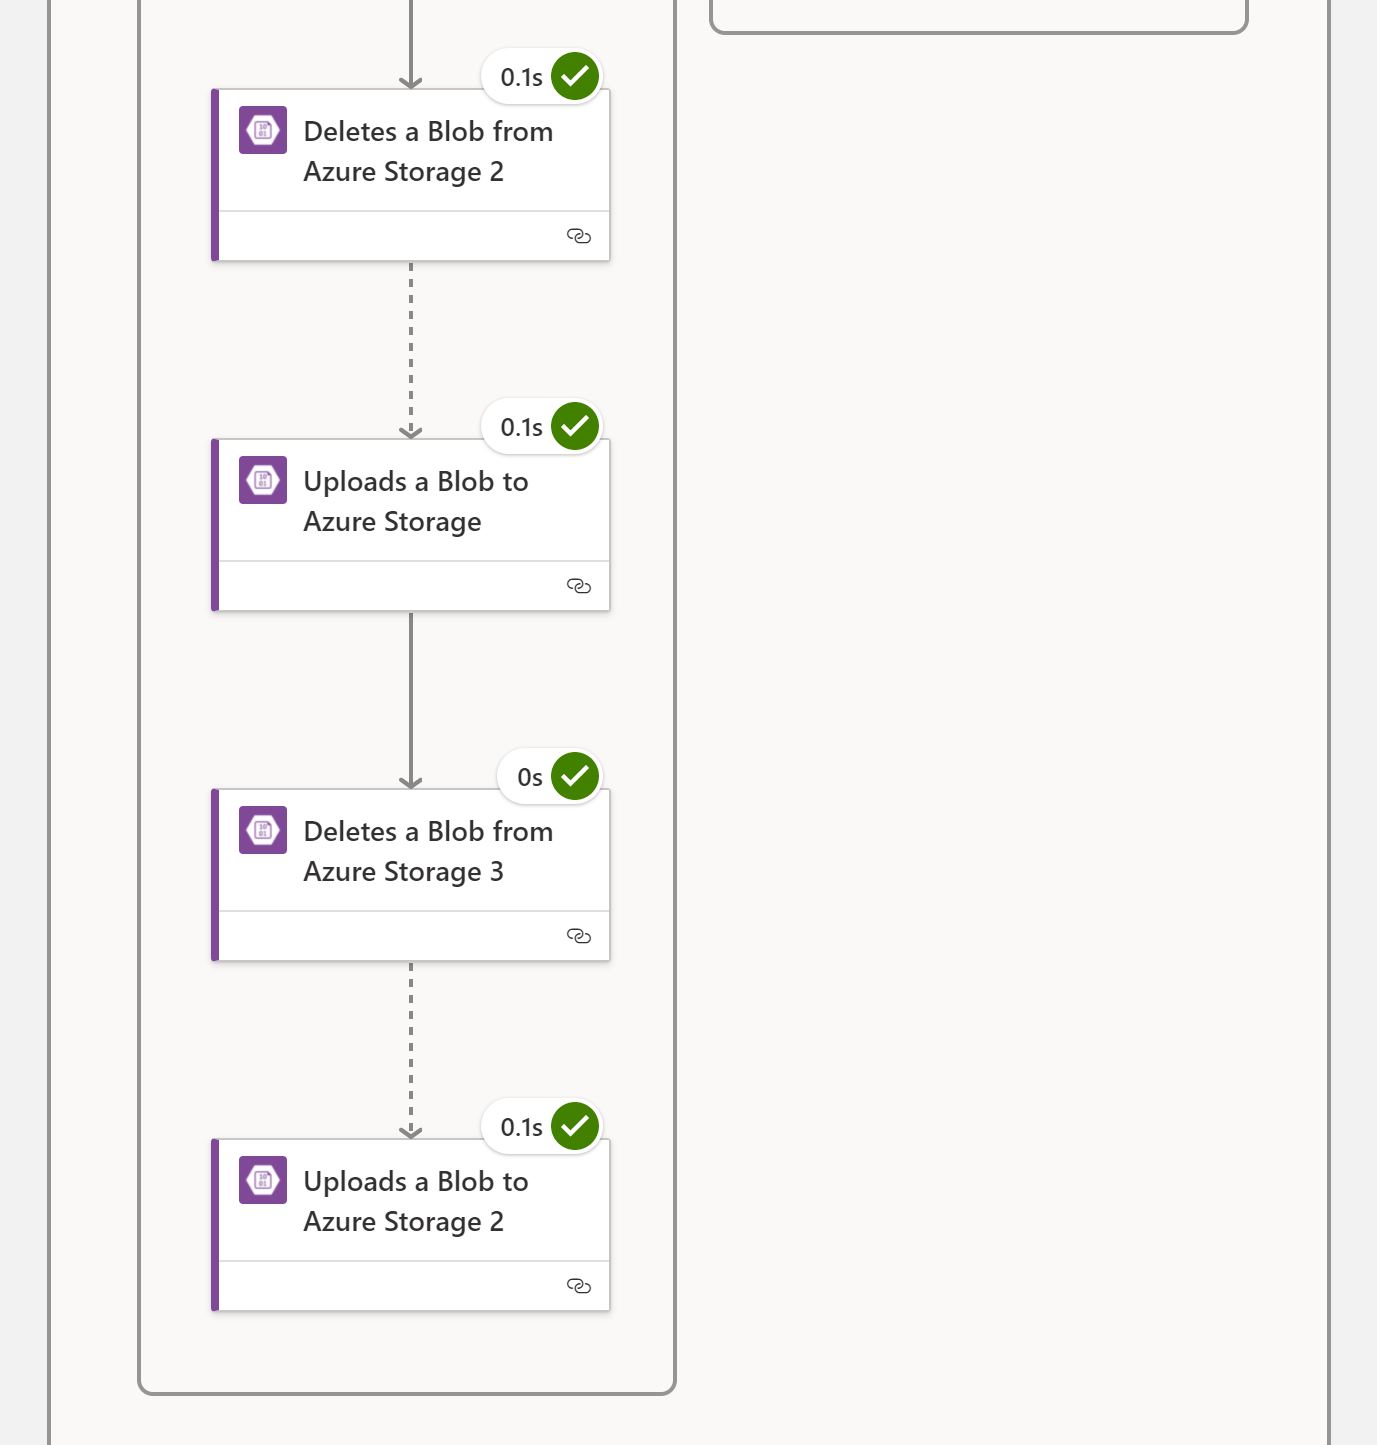 0.1s
Deletes a Blob from
Azure Storage 2
0.1s
Uploads a Blob to
Azure Storage
0s
Deletes a Blob from
Azure Storage 3
0.1s
Uploads a Blob to
Azure Storage 2